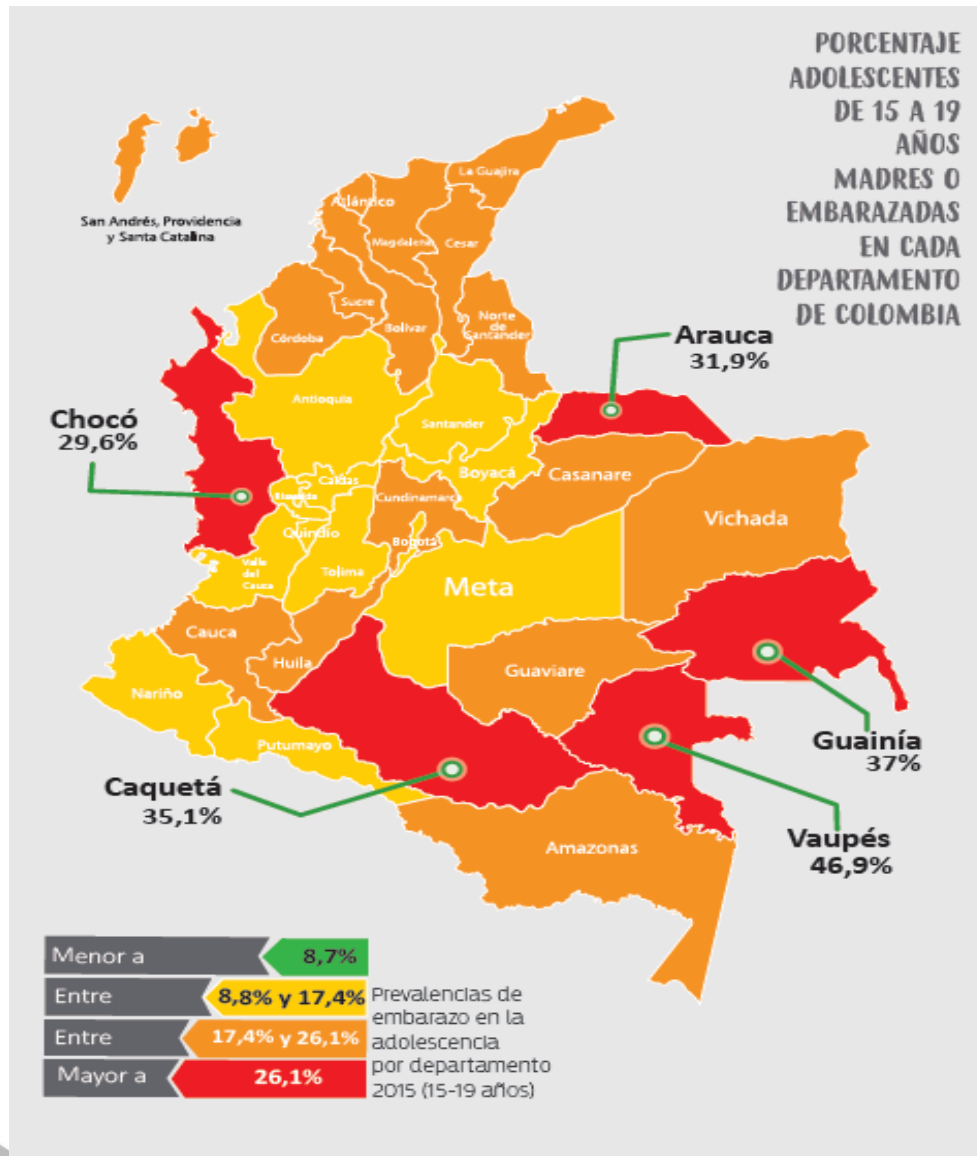 PORCENTAJE
ADOLESCENTES
DE 15 A 19
AÑOS
MADRES O
EMBARAZADAS
EN CADA
DEPARTAMENTO
DE COLOMBIA
San Andrés, Providencia
y Santa Catalina
La Guajira
Atlántico
Magdalena
Cesar
Sucre
Bolívar
Córdoba
Norte
de
Santander
Arauca
31,9%
Chocó
29,6%
Antioquia
Santander
Boyacá
Casanare
Caldas
Cundinamarca
Vichada
Quindío
Bogotá
Valle
del
Cauca
Tolima
Meta
Cauca
Huila
Guaviare
Nariño
Putumayo
Guainía
37%
Caquetá
35,1%
Vaupés
46,9%
Amazonas
Menor a 8,7%
Entre 8,8% y 17,4%
Entre 17,4% y 26,1%
Mayor a 26,1%
Prevalencias de
embarazo en la
adolescencia
por departamento
2015 (15-19 años)